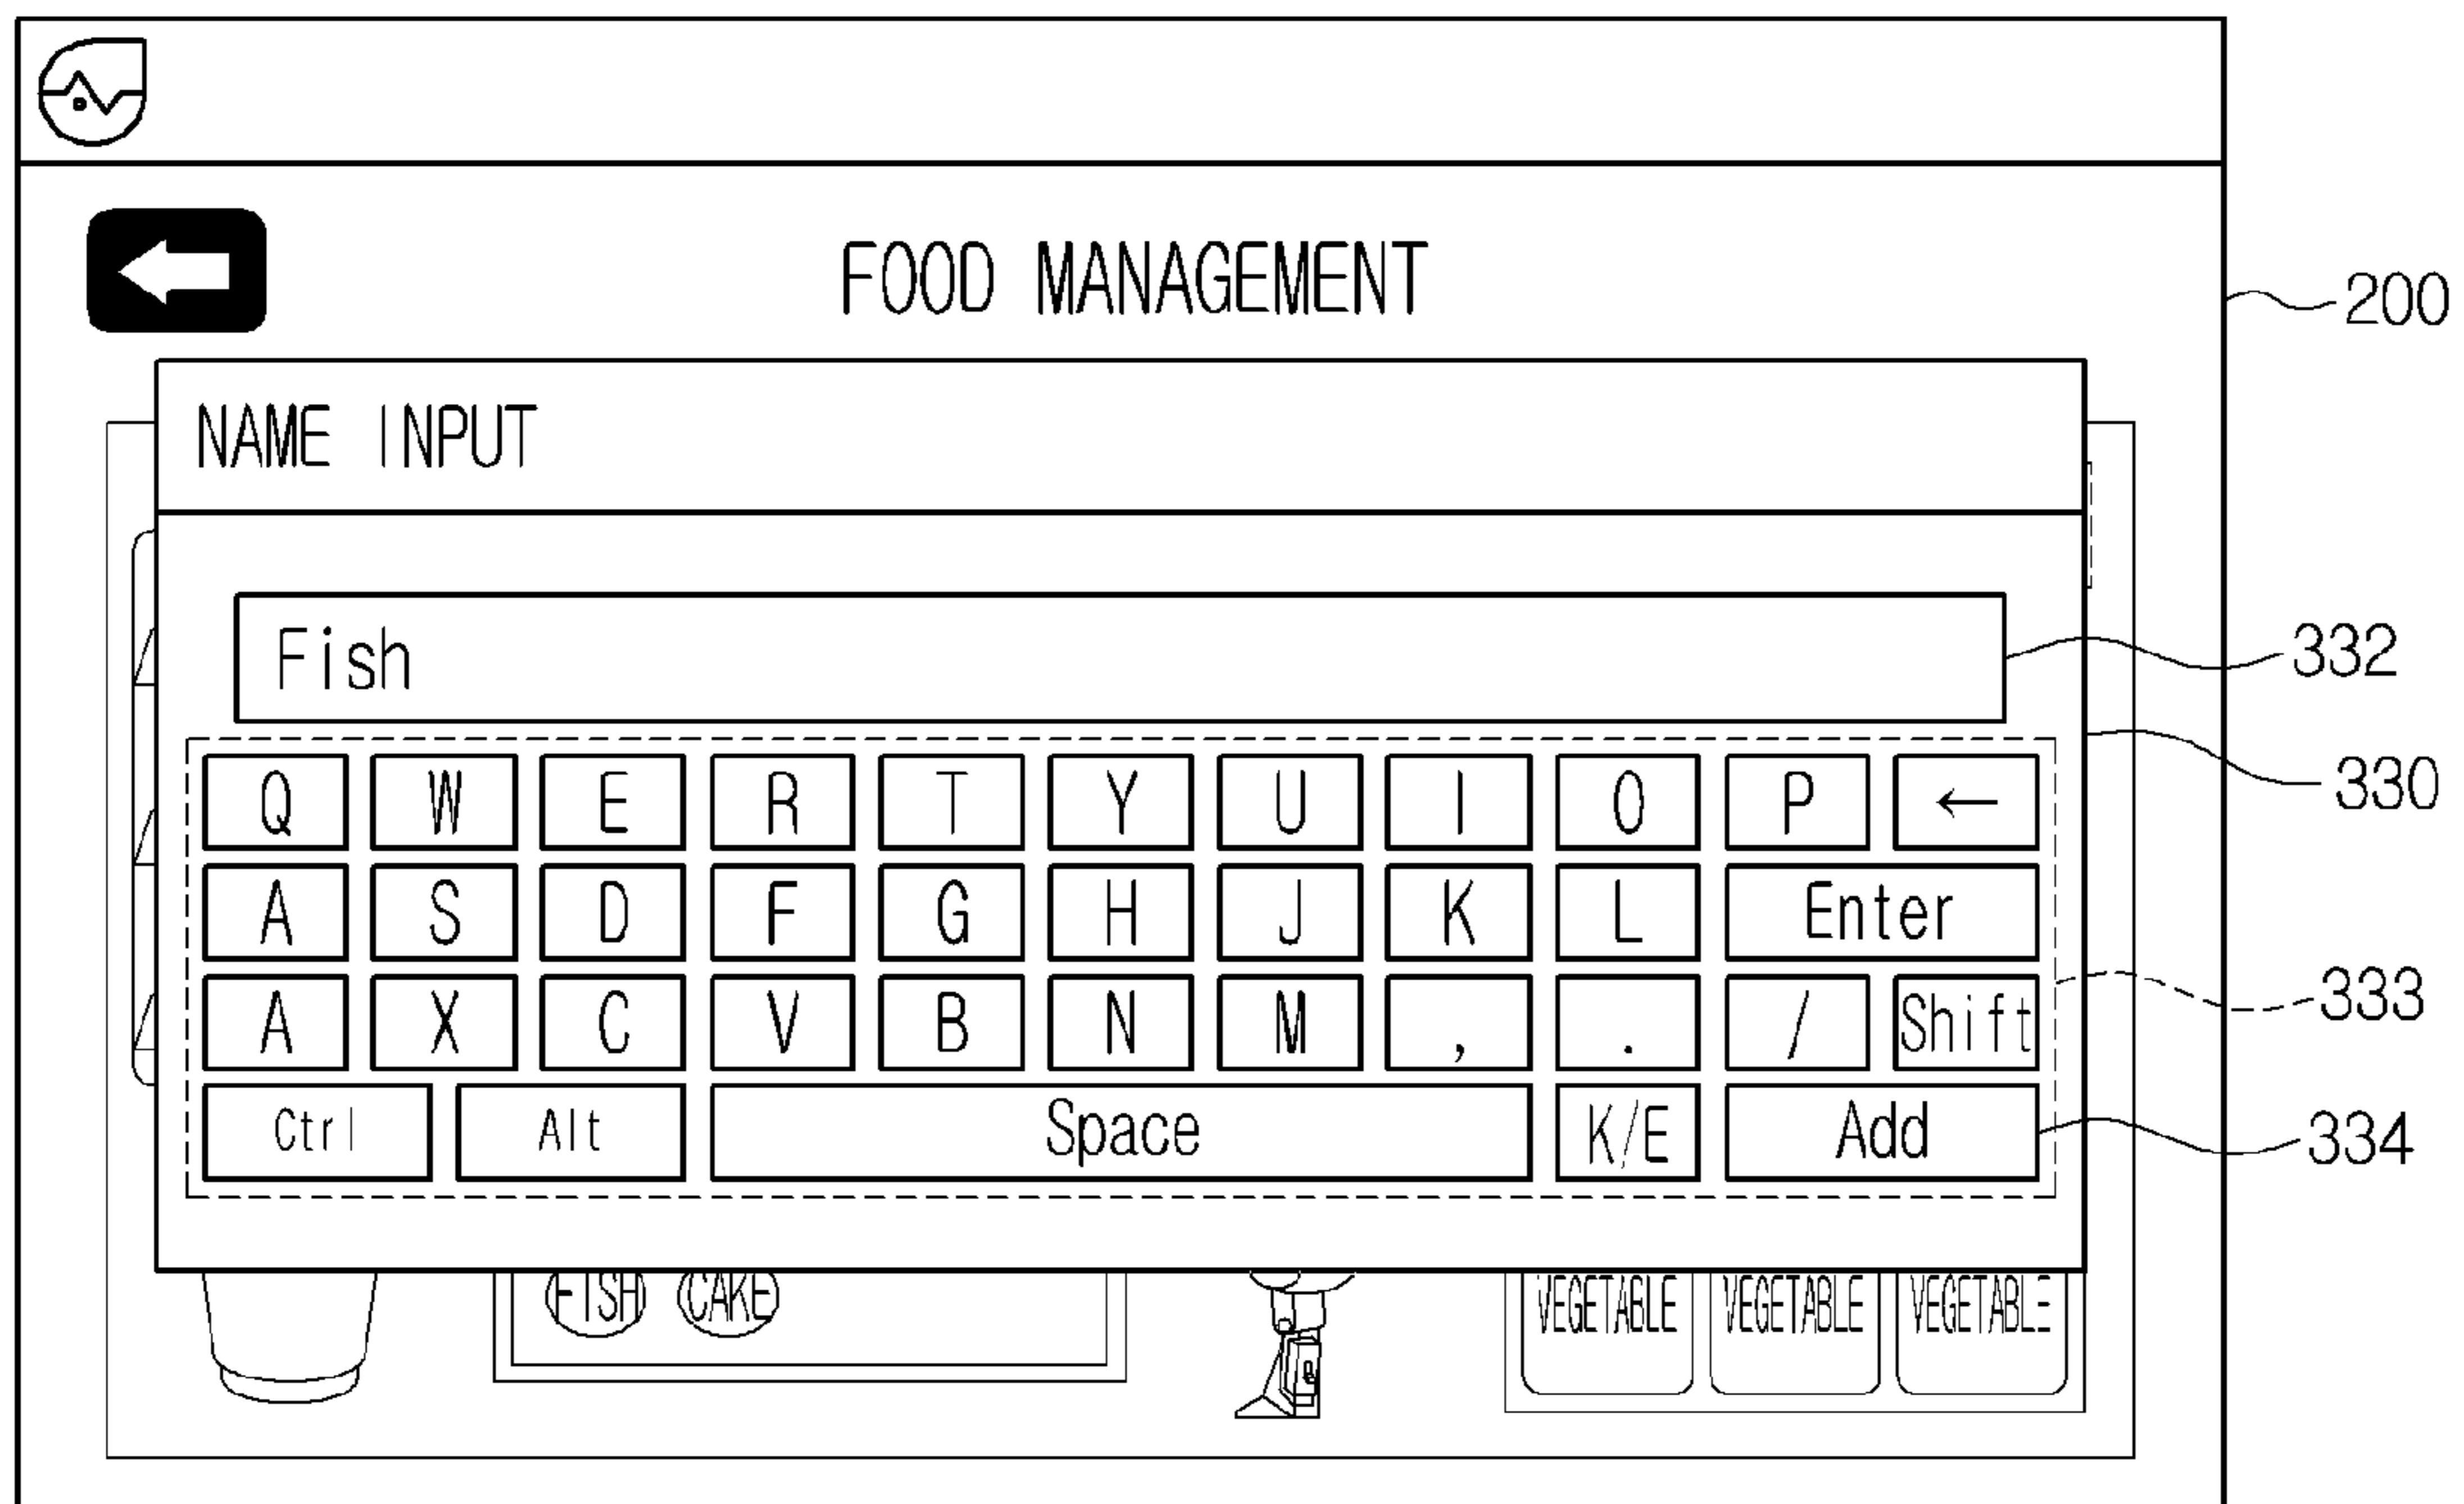 FOOD MANAGEMENT
200
NAME INPUT
Fish
332
330
Q W E R T Y U I O P ←
A S D F G H J K L Enter
A X C V B N M , . / Shift
333
Ctrl Alt Space K/E Add
334
FISH CAKE VEGETABLE VEGETABLE VEGETABLE